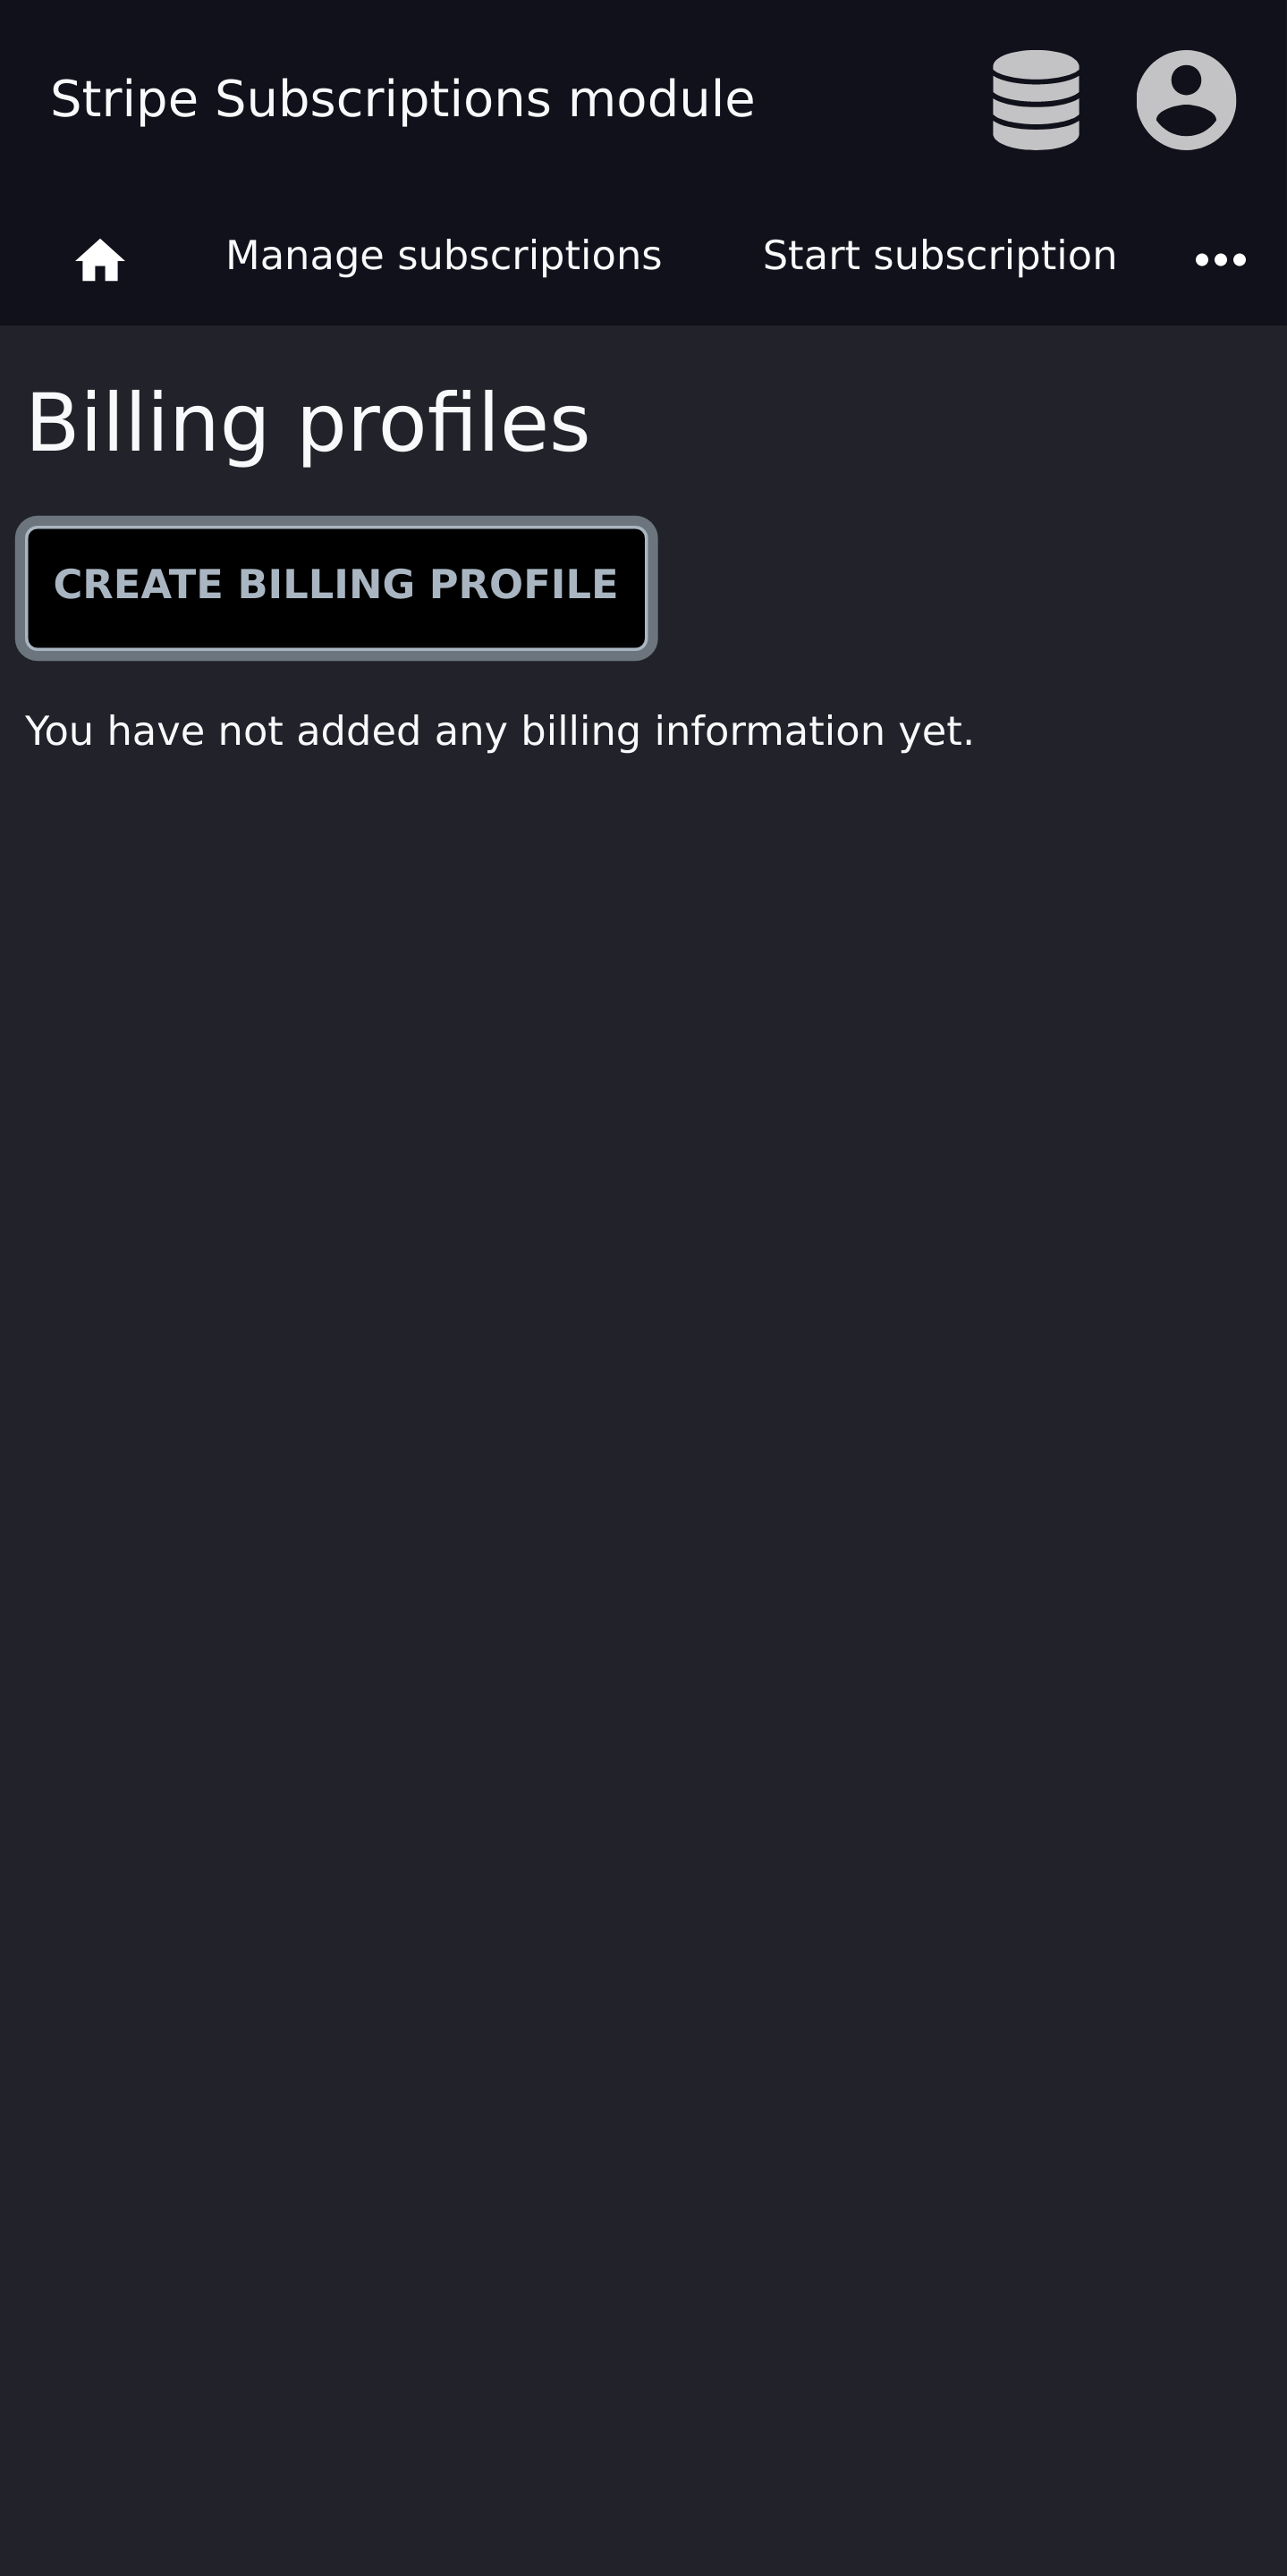 Stripe Subscriptions module
Manage subscriptions Start subscription
Billing profiles
CREATE BILLING PROFILE
You have not added any billing information yet.